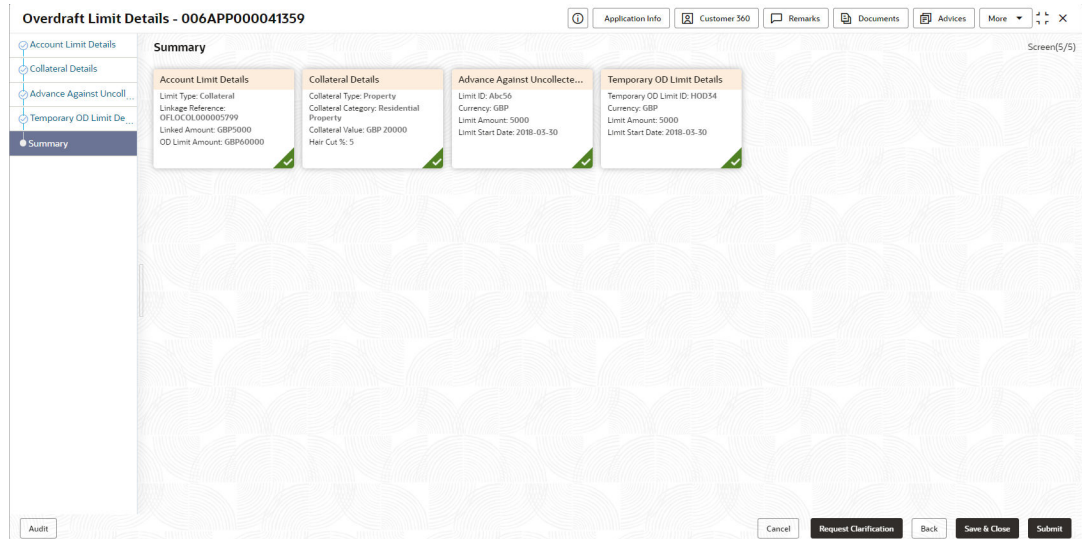 Overdraft Limit Details - 006APP000041359
Application Info
Customer 360
Remarks
Documents
Advices
More
Account Limit Details
Collateral Details
Advance Against Uncoll...
Temporary OD Limit De...
Summary
Summary
Screen(5/5)
Account Limit Details
Limit Type: Collateral
Linkage Reference:
OFLOCOL000005799
Linked Amount: GBP5000
OD Limit Amount: GBP60000
Collateral Details
Collateral Type: Property
Collateral Category: Residential
Property
Collateral Value: GBP 20000
Hair Cut %: 5
Advance Against Uncollecte...
Limit ID: Abc56
Currency: GBP
Limit Amount: 5000
Limit Start Date: 2018-03-30
Temporary OD Limit Details
Temporary OD Limit ID: HOD34
Currency: GBP
Limit Amount: 5000
Limit Start Date: 2018-03-30
Audit
Cancel
Request Clarification
Back
Save & Close
Submit